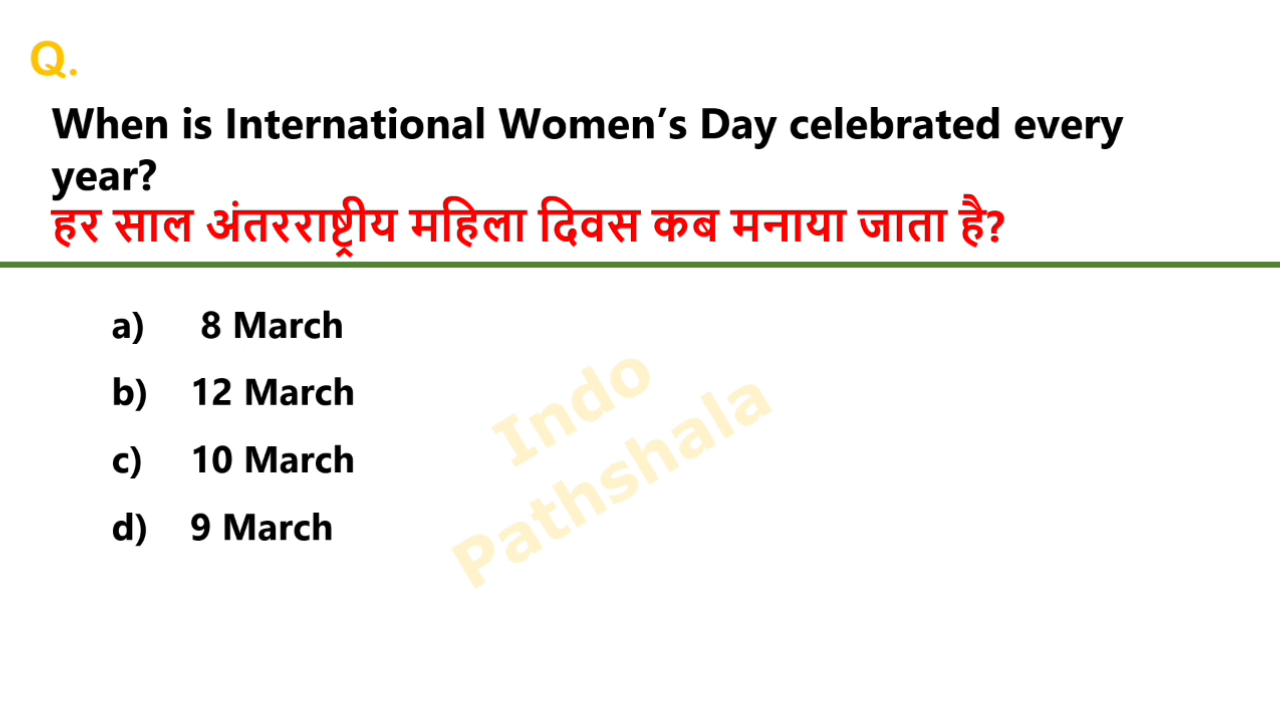 Q.
When is International Women’s Day celebrated every
year?
हर साल अंतरराष्ट्रीय महिला दिवस कब मनाया जाता है?
a) 8 March
b) 12 March
c) 10 March
d) 9 March
Indo
Pathshala